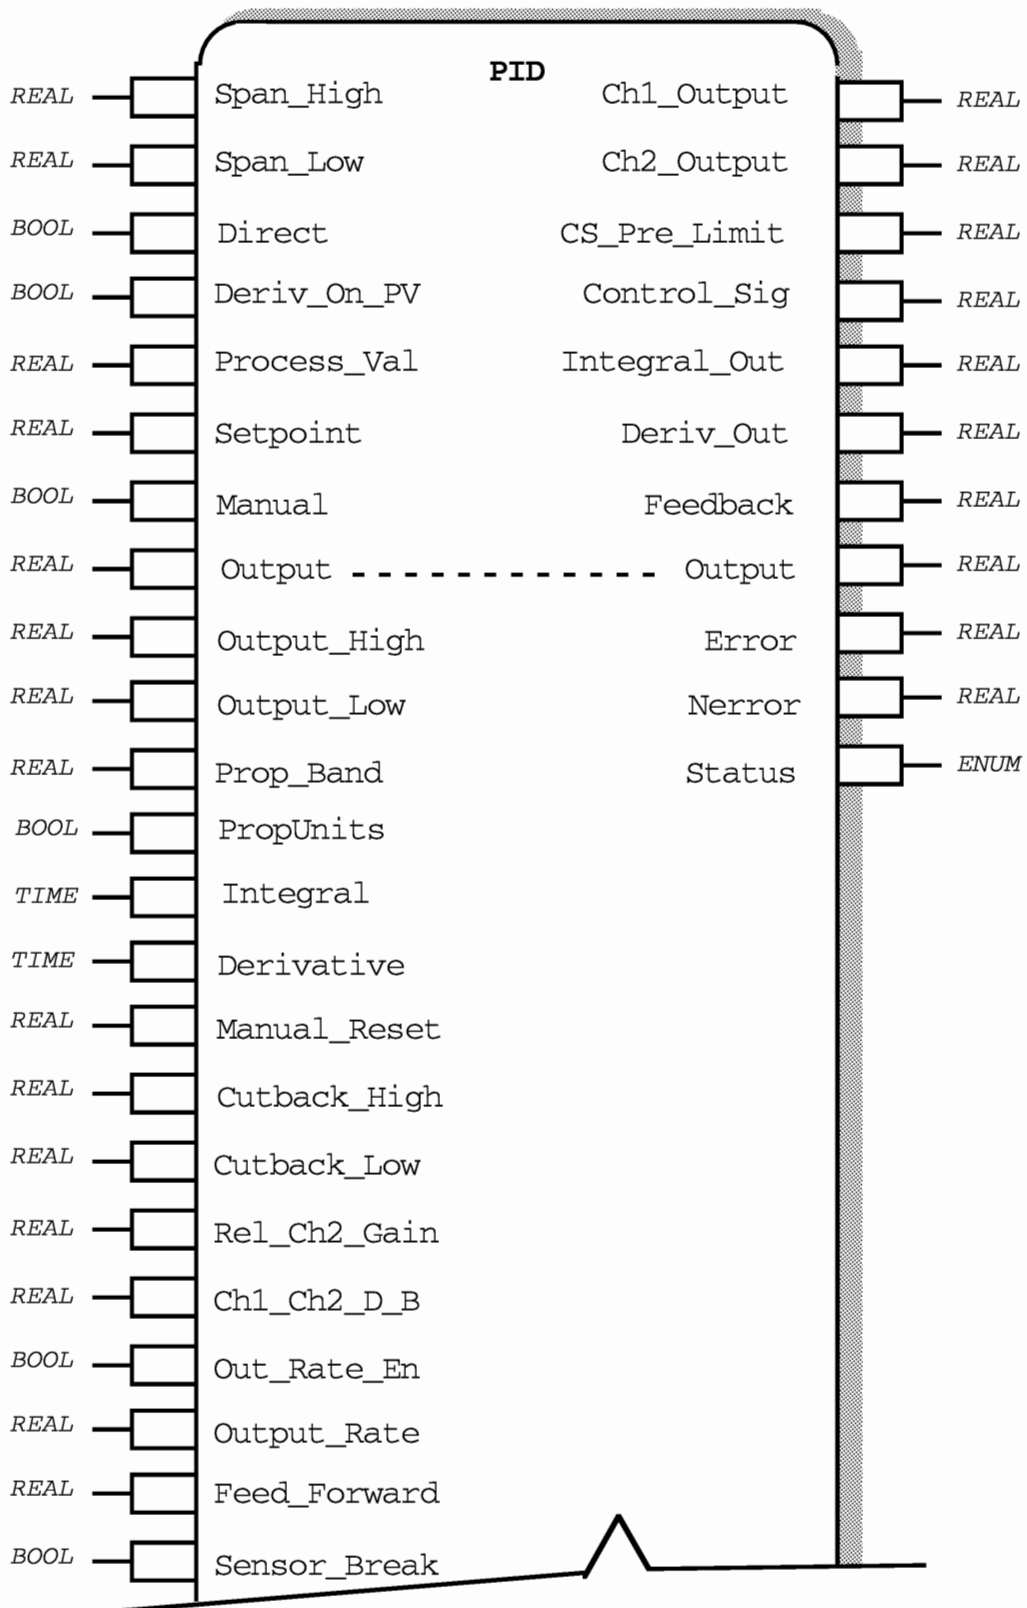 PID
REAL Span_High Ch1_Output REAL
REAL Span_Low Ch2_Output REAL
BOOL Direct CS_Pre_Limit REAL
BOOL Deriv_On_PV Control_Sig REAL
REAL Process_Val Integral_Out REAL
REAL Setpoint Deriv_Out REAL
BOOL Manual Feedback REAL
REAL Output Output REAL
REAL Output_High Error REAL
REAL Output_Low Nerror REAL
REAL Prop_Band Status ENUM
BOOL PropUnits
TIME Integral
TIME Derivative
REAL Manual_Reset
REAL Cutback_High
REAL Cutback_Low
REAL Rel_Ch2_Gain
REAL Ch1_Ch2_D_B
BOOL Out_Rate_En
REAL Output_Rate
REAL Feed_Forward
BOOL Sensor_Break